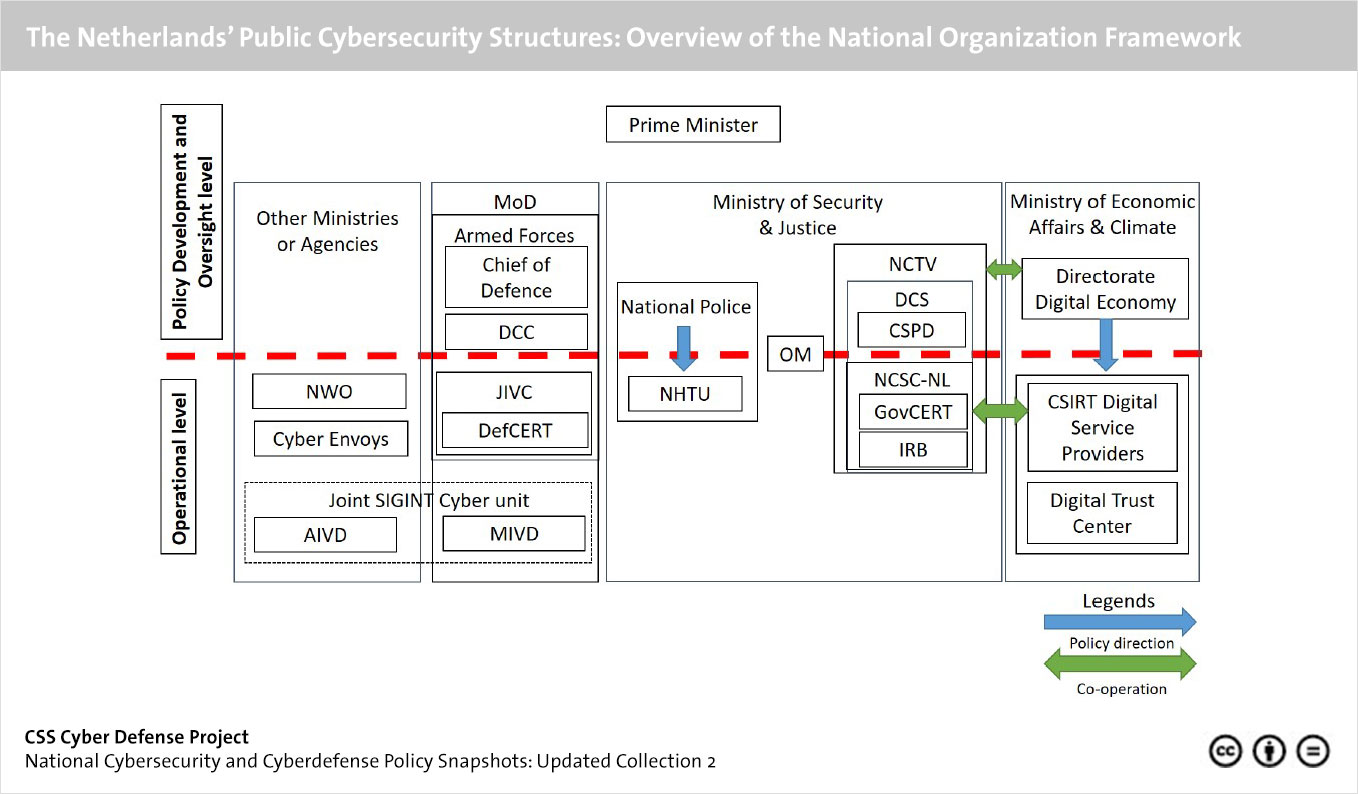 The Netherlands' Public Cybersecurity Structures: Overview of the National Organization Framework
Policy Development and
Oversight level
Operational level
Prime Minister
Other Ministries
or Agencies
NWO
Cyber Envoys
Joint SIGINT Cyber unit
AIVD
MIVD
MoD
Armed Forces
Chief of
Defence
DCC
JIVC
DefCERT
Ministry of Security
& Justice
National Police
NHTU
OM
NCTV
DCS
CSPD
NCSC-NL
GovCERT
IRB
Ministry of Economic
Affairs & Climate
Directorate
Digital Economy
CSIRT Digital
Service
Providers
Digital Trust
Center
Legends
Policy direction
Co-operation
CSS Cyber Defense Project
National Cybersecurity and Cyberdefense Policy Snapshots: Updated Collection 2
cc